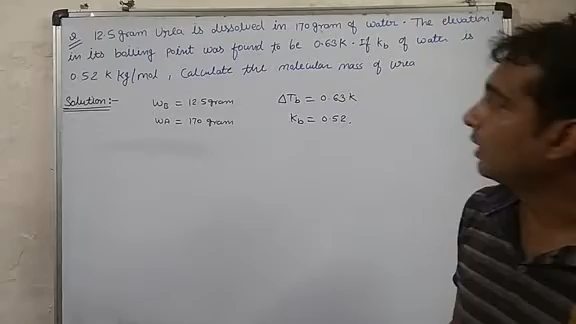 Q 12.5 gram Urea is dissolved in 170 gram of water. The elevation
in its boiling point was found to be 0.63K. If kb of water is
0.52 K kg/mol, Calculate the molecular mass of urea
Solution:- WB = 12.5 gram ΔTb = 0.63 K
WA = 170 gram Kb = 0.52.